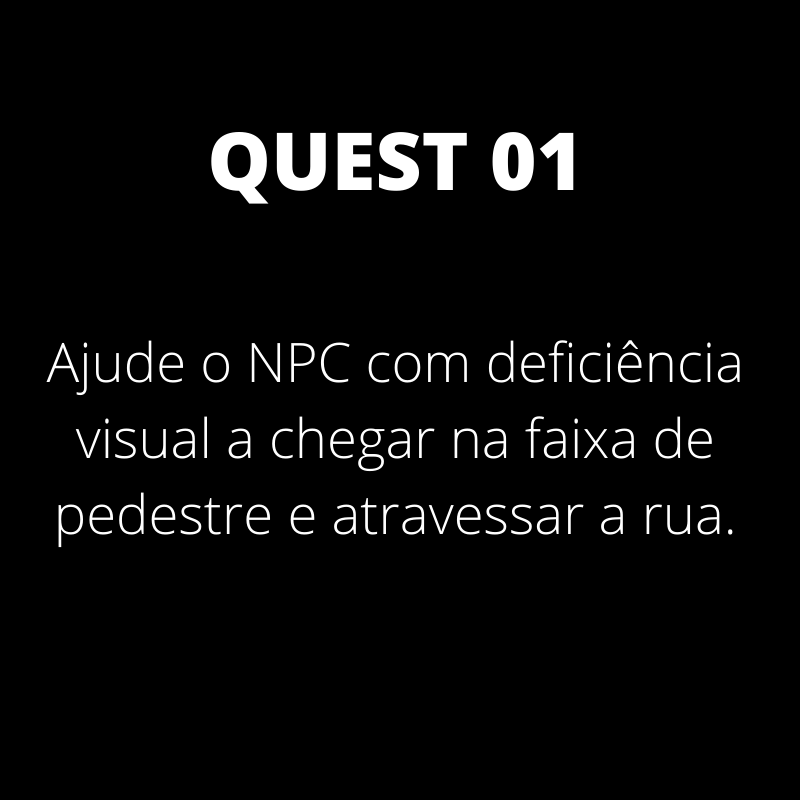 QUEST 01
Ajude o NPC com deficiência
visual a chegar na faixa de
pedestre e atravessar a rua.